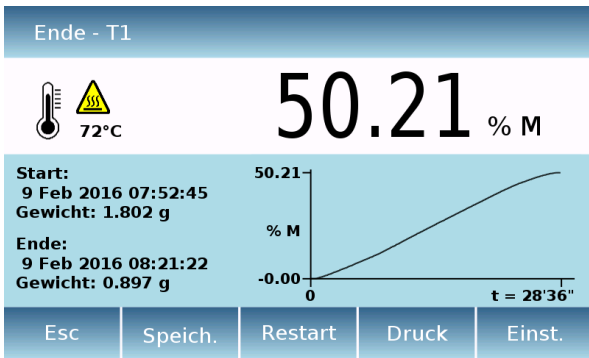 Ende - T1
72°C
50.21 % M
Start:
9 Feb 2016 07:52:45
Gewicht: 1.802 g
Ende:
9 Feb 2016 08:21:22
Gewicht: 0.897 g
50.21
% M
-0.00
0
t = 28'36"
Esc
Speich.
Restart
Druck
Einst.